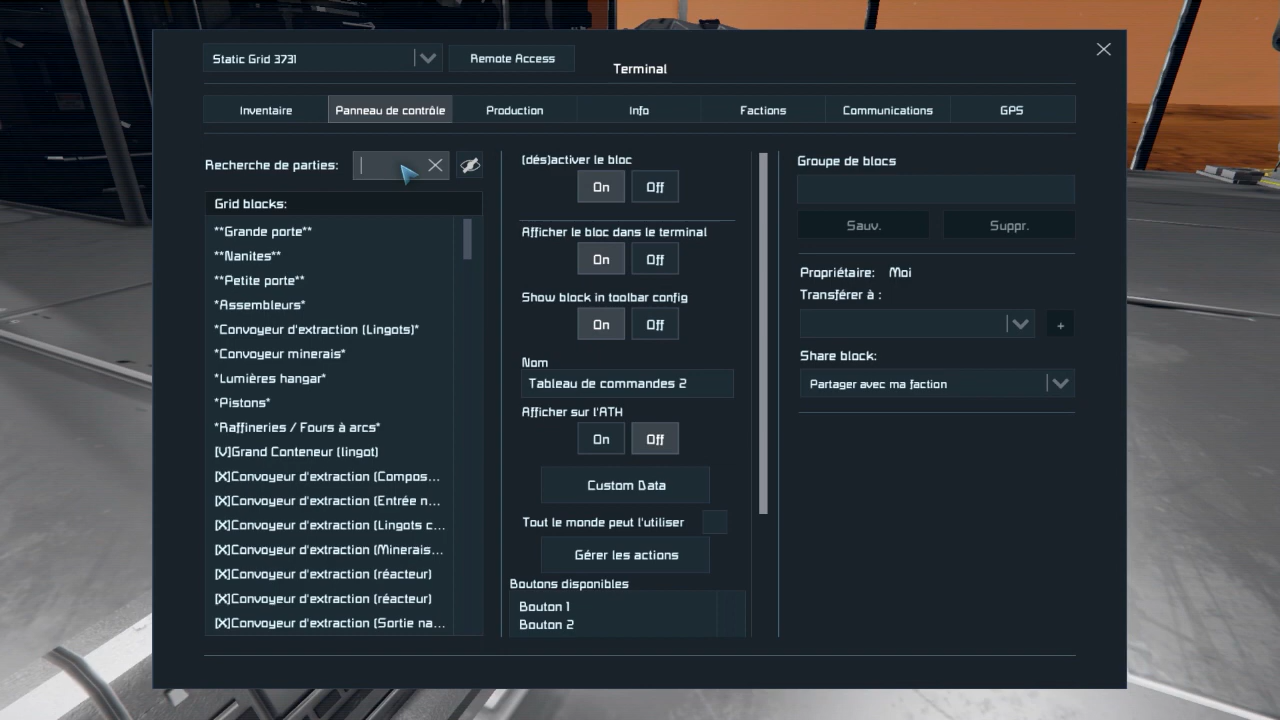 Static Grid 3731
Remote Access
Terminal
Inventaire
Panneau de contrôle
Production
Info
Factions
Communications
GPS
Recherche de parties:
Grid blocks:
**Grande porte**
**Nanites**
**Petite porte**
*Assembleurs*
*Convoyeur d'extraction (Lingots)*
*Convoyeur minerais*
*Lumières hangar*
*Pistons*
*Raffineries / Fours à arcs*
[V]Grand Conteneur (lingot)
[X]Convoyeur d'extraction (Compos...
[X]Convoyeur d'extraction (Entrée n...
[X]Convoyeur d'extraction (Lingots c...
[X]Convoyeur d'extraction (Minerais...
[X]Convoyeur d'extraction (réacteur)
[X]Convoyeur d'extraction (réacteur)
[X]Convoyeur d'extraction (Sortie na...
(dés)activer le bloc
On Off
Afficher le bloc dans le terminal
On Off
Show block in toolbar config
On Off
Nom
Tableau de commandes 2
Afficher sur l'ATH
On Off
Custom Data
Tout le monde peut l'utiliser
Gérer les actions
Boutons disponibles
Bouton 1
Bouton 2
Groupe de blocs
Sauv. Suppr.
Propriétaire: Moi
Transférer à :
+
Share block:
Partager avec ma faction